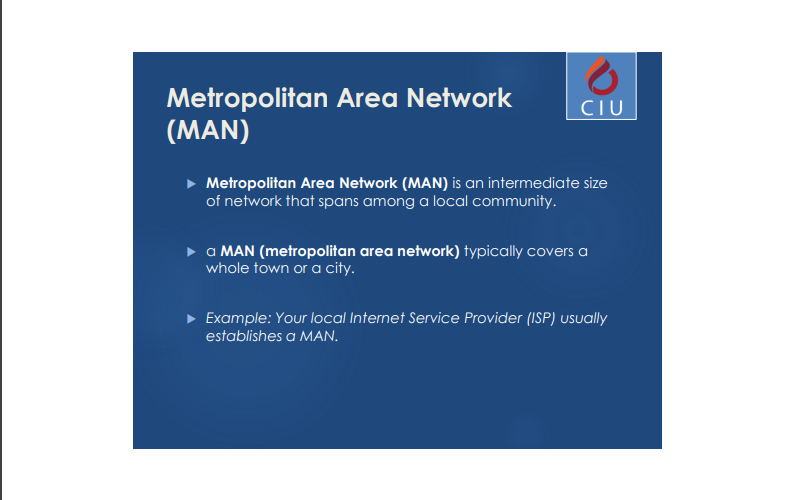 Metropolitan Area Network
(MAN)
CIU
Metropolitan Area Network (MAN) is an intermediate size
of network that spans among a local community.
a MAN (metropolitan area network) typically covers a
whole town or a city.
Example: Your local Internet Service Provider (ISP) usually
establishes a MAN.